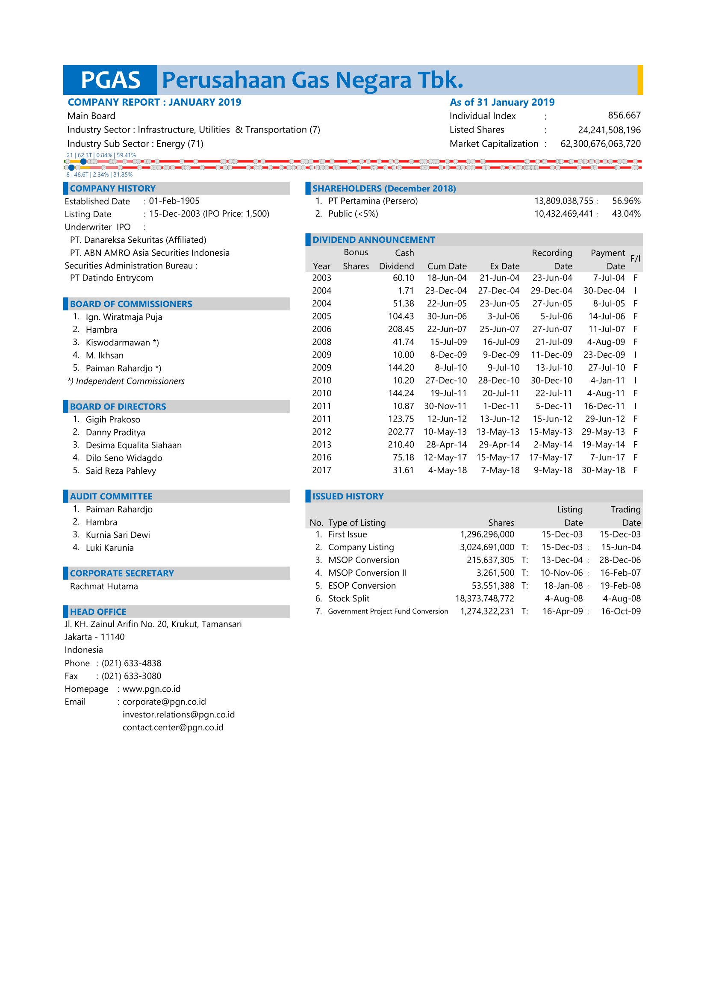 PGAS Perusahaan Gas Negara Tbk.
COMPANY REPORT : JANUARY 2019
As of 31 January 2019
Main Board
Individual Index : 856.667
Industry Sector : Infrastructure, Utilities & Transportation (7)
Listed Shares : 24,241,508,196
Industry Sub Sector : Energy (71)
Market Capitalization : 62,300,676,063,720
21 | 62.3T | 0.84% | 59.41%
8 | 48.6T | 2.34% | 31.85%
COMPANY HISTORY
Established Date : 01-Feb-1905
Listing Date : 15-Dec-2003 (IPO Price: 1,500)
Underwriter IPO :
PT. Danareksa Sekuritas (Affiliated)
PT. ABN AMRO Asia Securities Indonesia
Securities Administration Bureau :
PT Datindo Entrycom
BOARD OF COMMISSIONERS
1. Ign. Wiratmaja Puja
2. Hambra
3. Kiswodarmawan *)
4. M. Ikhsan
5. Paiman Rahardjo *)
*) Independent Commissioners
BOARD OF DIRECTORS
1. Gigih Prakoso
2. Danny Praditya
3. Desima Equalita Siahaan
4. Dilo Seno Widagdo
5. Said Reza Pahlevy
AUDIT COMMITTEE
1. Paiman Rahardjo
2. Hambra
3. Kurnia Sari Dewi
4. Luki Karunia
CORPORATE SECRETARY
Rachmat Hutama
HEAD OFFICE
Jl. KH. Zainul Arifin No. 20, Krukut, Tamansari
Jakarta - 11140
Indonesia
Phone : (021) 633-4838
Fax : (021) 633-3080
Homepage : www.pgn.co.id
Email : corporate@pgn.co.id
investor.relations@pgn.co.id
contact.center@pgn.co.id
SHAREHOLDERS (December 2018)
1. PT Pertamina (Persero) 13,809,038,755 : 56.96%
2. Public (<5%) 10,432,469,441 : 43.04%
DIVIDEND ANNOUNCEMENT
Bonus Cash Recording Payment F/I
Year Shares Dividend Cum Date Ex Date Date Date
2003 60.10 18-Jun-04 21-Jun-04 23-Jun-04 7-Jul-04 F
2004 1.71 23-Dec-04 27-Dec-04 29-Dec-04 30-Dec-04 I
2004 51.38 22-Jun-05 23-Jun-05 27-Jun-05 8-Jul-05 F
2005 104.43 30-Jun-06 3-Jul-06 5-Jul-06 14-Jul-06 F
2006 208.45 22-Jun-07 25-Jun-07 27-Jun-07 11-Jul-07 F
2008 41.74 15-Jul-09 16-Jul-09 21-Jul-09 4-Aug-09 F
2009 10.00 8-Dec-09 9-Dec-09 11-Dec-09 23-Dec-09 I
2009 144.20 8-Jul-10 9-Jul-10 13-Jul-10 27-Jul-10 F
2010 10.20 27-Dec-10 28-Dec-10 30-Dec-10 4-Jan-11 I
2010 144.24 19-Jul-11 20-Jul-11 22-Jul-11 4-Aug-11 F
2011 10.87 30-Nov-11 1-Dec-11 5-Dec-11 16-Dec-11 I
2011 123.75 12-Jun-12 13-Jun-12 15-Jun-12 29-Jun-12 F
2012 202.77 10-May-13 13-May-13 15-May-13 29-May-13 F
2013 210.40 28-Apr-14 29-Apr-14 2-May-14 19-May-14 F
2016 75.18 12-May-17 15-May-17 17-May-17 7-Jun-17 F
2017 31.61 4-May-18 7-May-18 9-May-18 30-May-18 F
ISSUED HISTORY
Listing Trading
No. Type of Listing Shares Date Date
1. First Issue 1,296,296,000 15-Dec-03 15-Dec-03
2. Company Listing 3,024,691,000 T: 15-Dec-03 : 15-Jun-04
3. MSOP Conversion 215,637,305 T: 13-Dec-04 : 28-Dec-06
4. MSOP Conversion II 3,261,500 T: 10-Nov-06 : 16-Feb-07
5. ESOP Conversion 53,551,388 T: 18-Jan-08 : 19-Feb-08
6. Stock Split 18,373,748,772 4-Aug-08 4-Aug-08
7. Government Project Fund Conversion 1,274,322,231 T: 16-Apr-09 : 16-Oct-09